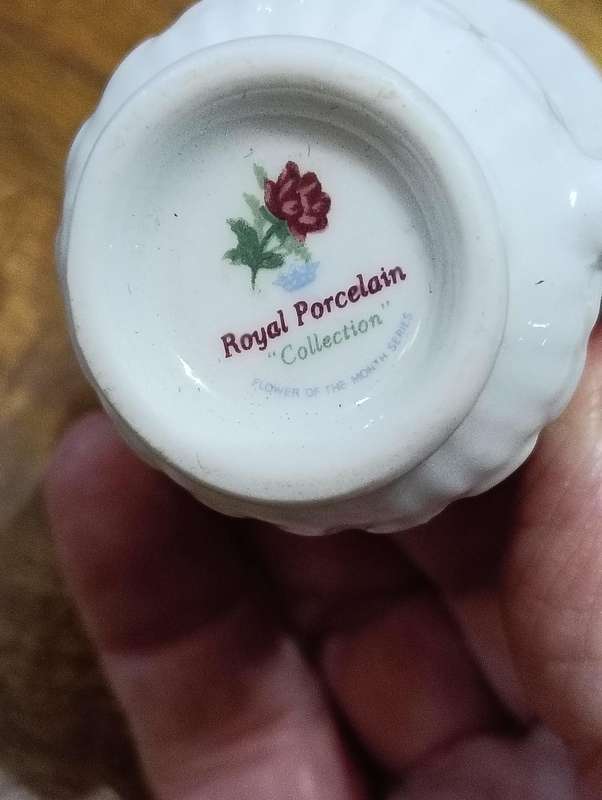 Royal Porcelain
"Collection"
FLOWER OF THE MONTH SERIES